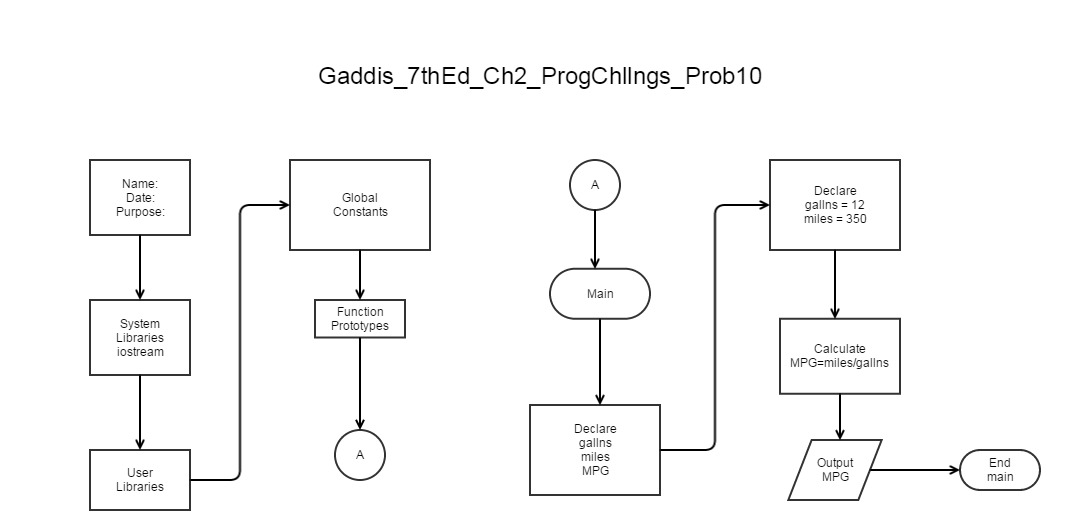 Gaddis_7thEd_Ch2_ProgChllngs_Prob10
Name:
Date:
Purpose:
System
Libraries
iostream
User
Libraries
Global
Constants
Function
Prototypes
A
A
Main
Declare
gallns
miles
MPG
Declare
gallns = 12
miles = 350
Calculate
MPG=miles/gallns
Output
MPG
End
main